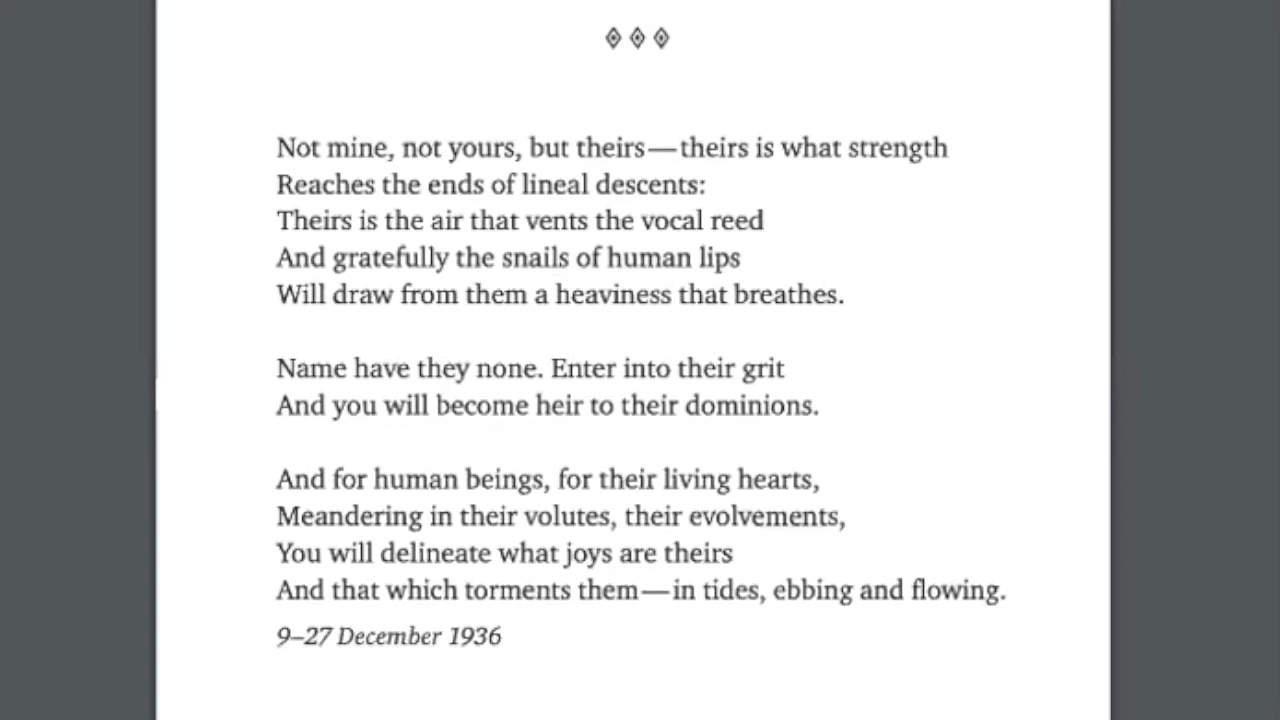 Not mine, not yours, but theirs—theirs is what strength
Reaches the ends of lineal descents:
Theirs is the air that vents the vocal reed
And gratefully the snails of human lips
Will draw from them a heaviness that breathes.
Name have they none. Enter into their grit
And you will become heir to their dominions.
And for human beings, for their living hearts,
Meandering in their volutes, their evolvements,
You will delineate what joys are theirs
And that which torments them—in tides, ebbing and flowing.
9–27 December 1936